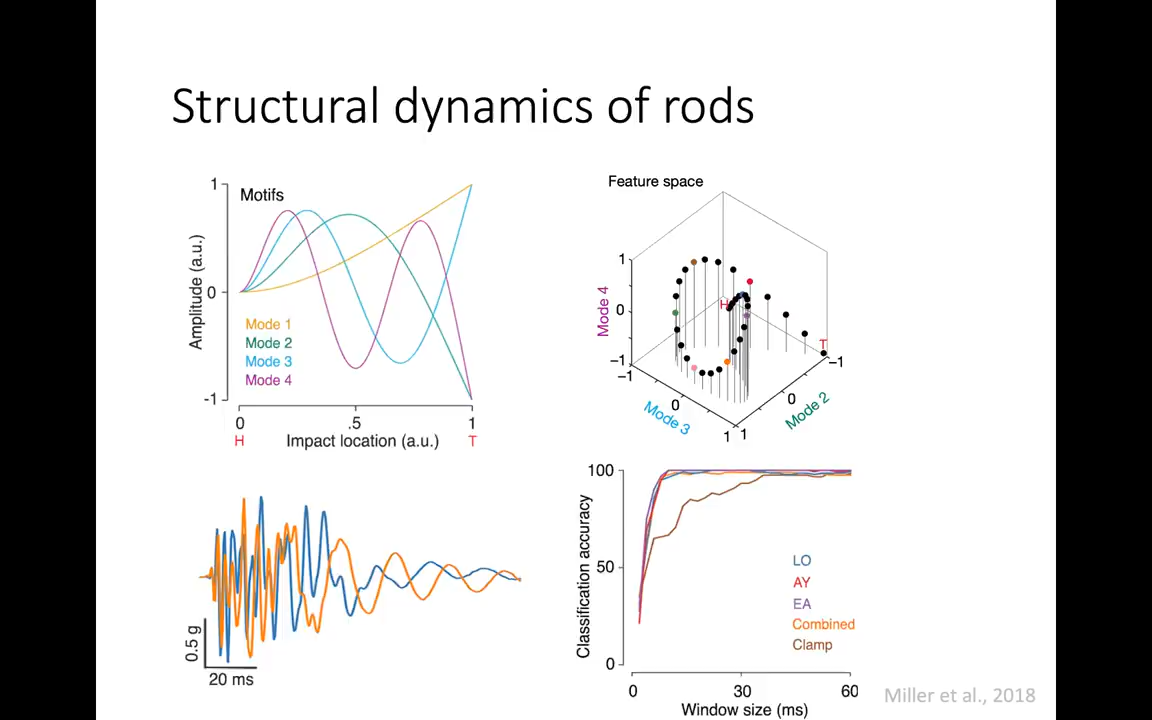 Structural dynamics of rods
Motifs
1
0
-1
Amplitude (a.u.)
Mode 1
Mode 2
Mode 3
Mode 4
0 .5 1
H Impact location (a.u.) T
Feature space
1
0
−1
Mode 4
H
T
−1
0
1
Mode 3
−1
0
1
Mode 2
0.5 g
20 ms
100
50
0
Classification accuracy
LO
AY
EA
Combined
Clamp
0 30 60
Window size (ms)
Miller et al., 2018